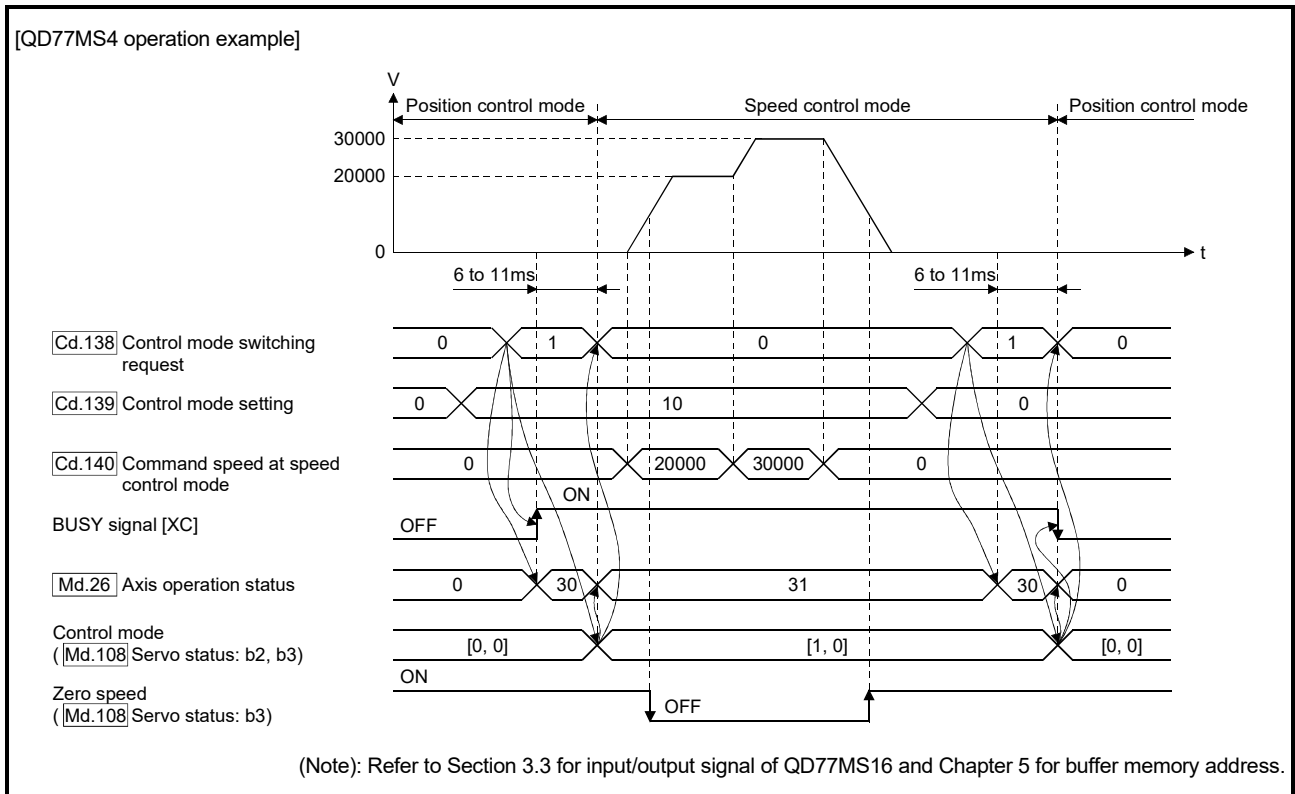 [QD77MS4 operation example]
V
Position control mode Speed control mode Position control mode
30000
20000
0
t
6 to 11ms 6 to 11ms
Cd.138 Control mode switching
request
0 1 0 1 0
Cd.139 Control mode setting
0 10 0
Cd.140 Command speed at speed
control mode
0 20000 30000 0
ON
BUSY signal [XC]
OFF
Md.26 Axis operation status
0 30 31 30 0
Control mode
( Md.108 Servo status: b2, b3)
[0, 0] [1, 0] [0, 0]
ON
Zero speed
( Md.108 Servo status: b3)
OFF
(Note): Refer to Section 3.3 for input/output signal of QD77MS16 and Chapter 5 for buffer memory address.